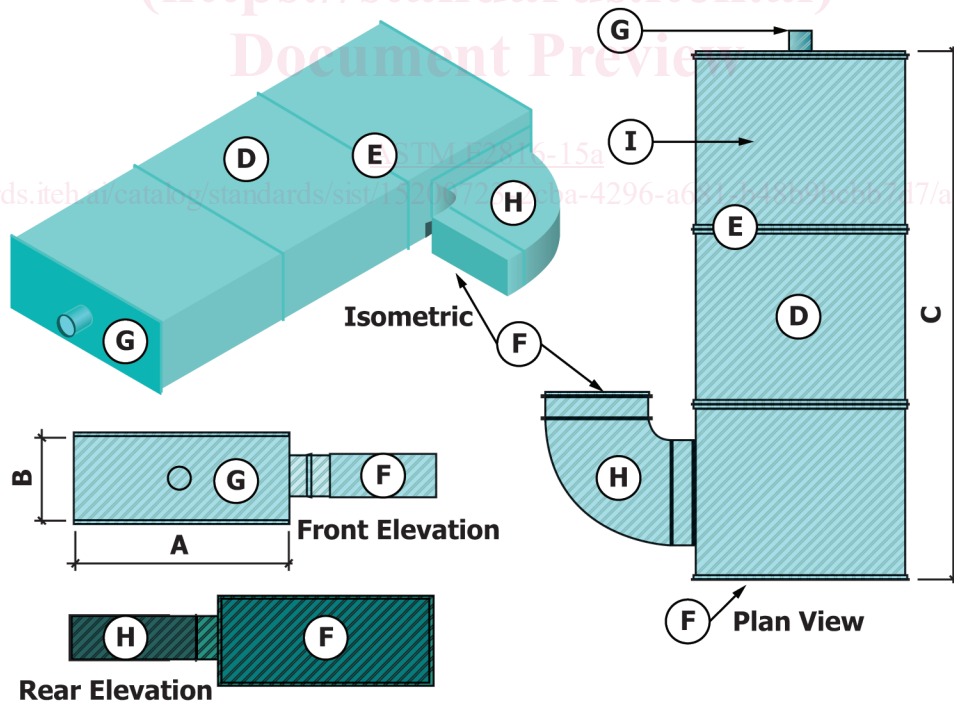 Document Preview
ASTM E2816-15a
G
I
D
E
H
E
G
Isometric
F
D
C
B
G
F
H
A
Front Elevation
H
F
F
Plan View
Rear Elevation